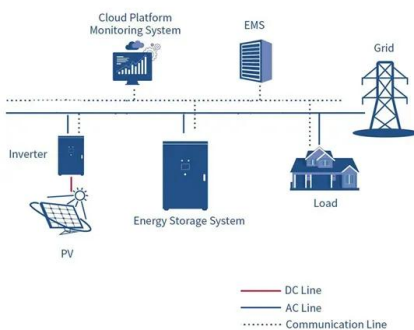 Cloud Platform
Monitoring System
EMS
Grid
Inverter
Energy Storage System
Load
PV
DC Line
AC Line
Communication Line